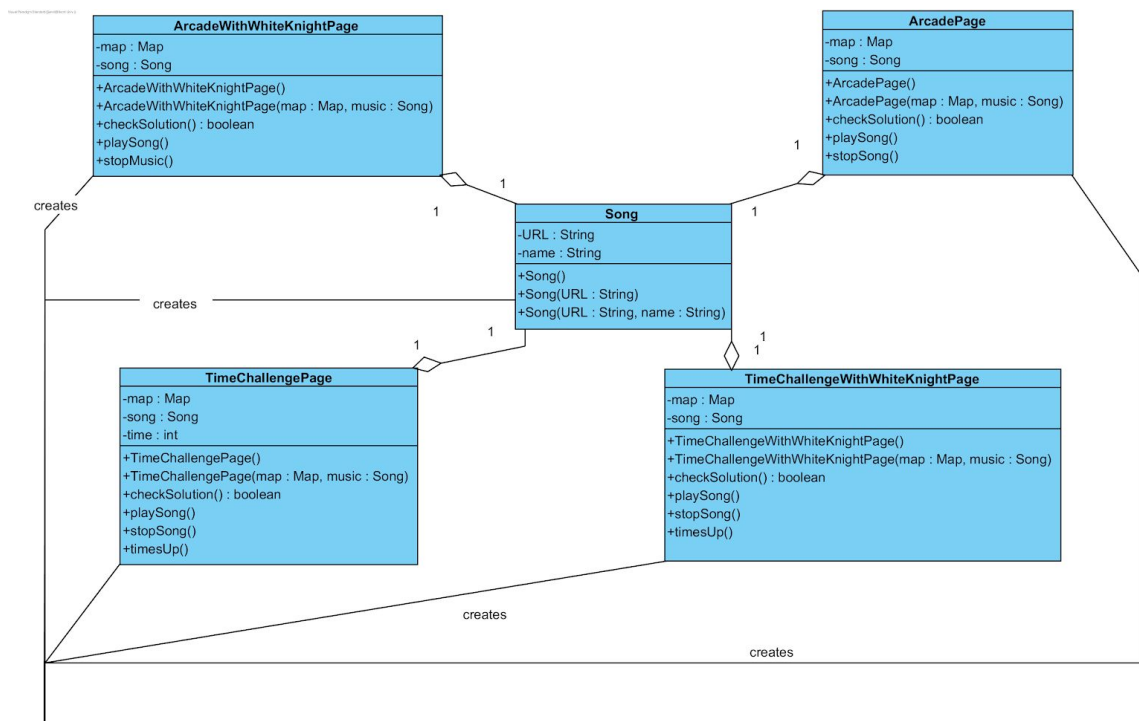 ArcadeWithWhiteKnightPage
-map : Map
-song : Song
+ArcadeWithWhiteKnightPage()
+ArcadeWithWhiteKnightPage(map : Map, music : Song)
+checkSolution() : boolean
+playSong()
+stopMusic()
ArcadePage
-map : Map
-song : Song
+ArcadePage()
+ArcadePage(map : Map, music : Song)
+checkSolution() : boolean
+playSong()
+stopSong()
1
1
1
1
creates
Song
-URL : String
-name : String
+Song()
+Song(URL : String)
+Song(URL : String, name : String)
creates
1
1
1
1
TimeChallengePage
-map : Map
-song : Song
-time : int
+TimeChallengePage()
+TimeChallengePage(map : Map, music : Song)
+checkSolution() : boolean
+playSong()
+stopSong()
+timesUp()
TimeChallengeWithWhiteKnightPage
-map : Map
-song : Song
+TimeChallengeWithWhiteKnightPage()
+TimeChallengeWithWhiteKnightPage(map : Map, music : Song)
+checkSolution() : boolean
+playSong()
+stopSong()
+timesUp()
creates
creates